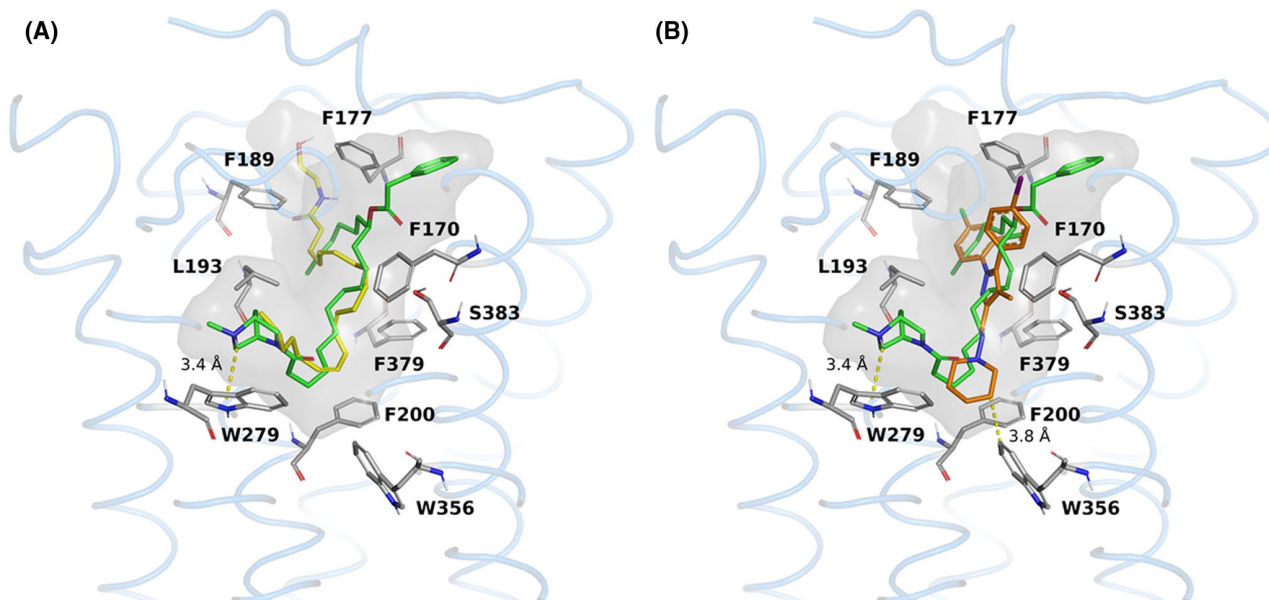 (A)
F177
F189
F170
L193
S383
3.4 Å
F379
W279
F200
W356
(B)
F177
F189
F170
L193
S383
3.4 Å
F379
W279
F200
3.8 Å
W356